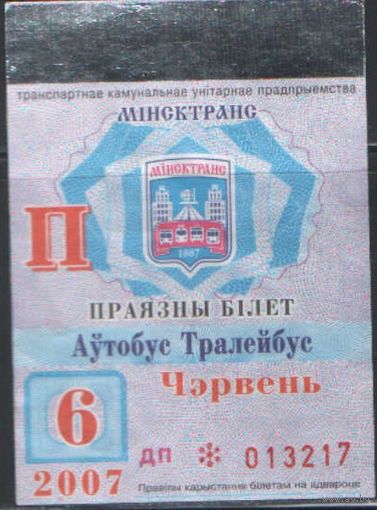 транспартнае камунальнае унітарнае прадпрыемства
МІНСКТРАНС
МІНСКТРАНС
П
ПРАЯЗНЫ БІЛЕТ
Аўтобус Тралейбус
Чэрвень
6
2007
ДП * 013217
Правілы карыстання білетам на адвароце